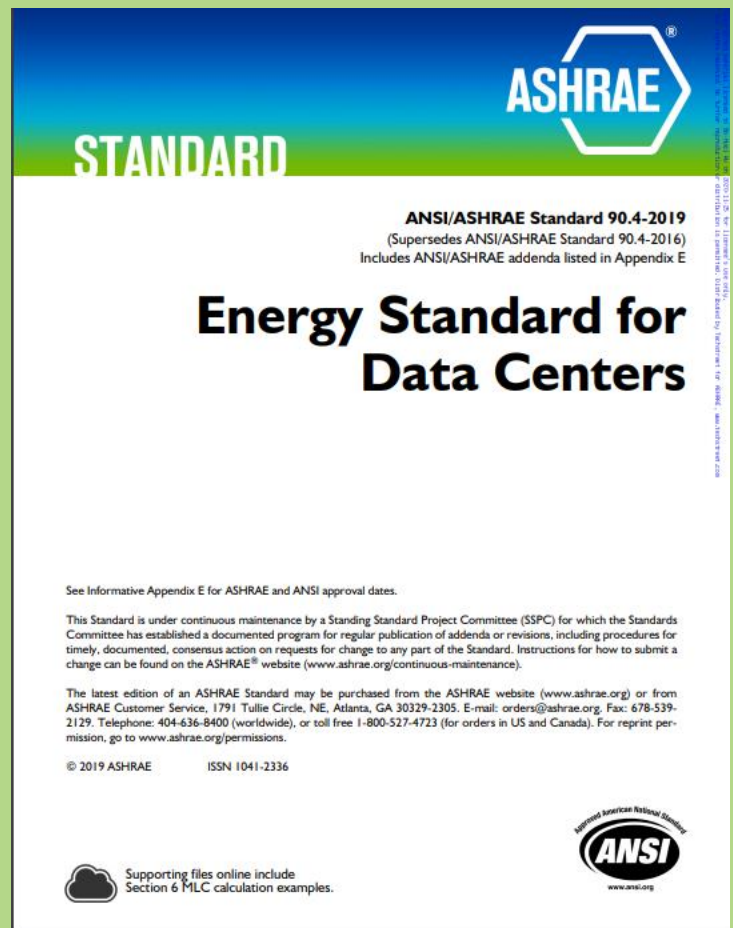 ASHRAE®
STANDARD
ANSI/ASHRAE Standard 90.4-2019
(Supersedes ANSI/ASHRAE Standard 90.4-2016)
Includes ANSI/ASHRAE addenda listed in Appendix E
Energy Standard for
Data Centers
See Informative Appendix E for ASHRAE and ANSI approval dates.
This Standard is under continuous maintenance by a Standing Standard Project Committee (SSPC) for which the Standards
Committee has established a documented program for regular publication of addenda or revisions, including procedures for
timely, documented, consensus action on requests for change to any part of the Standard. Instructions for how to submit a
change can be found on the ASHRAE® website (www.ashrae.org/continuous-maintenance).
The latest edition of an ASHRAE Standard may be purchased from the ASHRAE website (www.ashrae.org) or from
ASHRAE Customer Service, 1791 Tullie Circle, NE, Atlanta, GA 30329-2305. E-mail: orders@ashrae.org. Fax: 678-539-
2129. Telephone: 404-636-8400 (worldwide), or toll free 1-800-527-4723 (for orders in US and Canada). For reprint per-
mission, go to www.ashrae.org/permissions.
© 2019 ASHRAE ISSN 1041-2336
Approved American National Standard
ANSI
www.ansi.org
Supporting files online include
Section 6 MLC calculation examples.